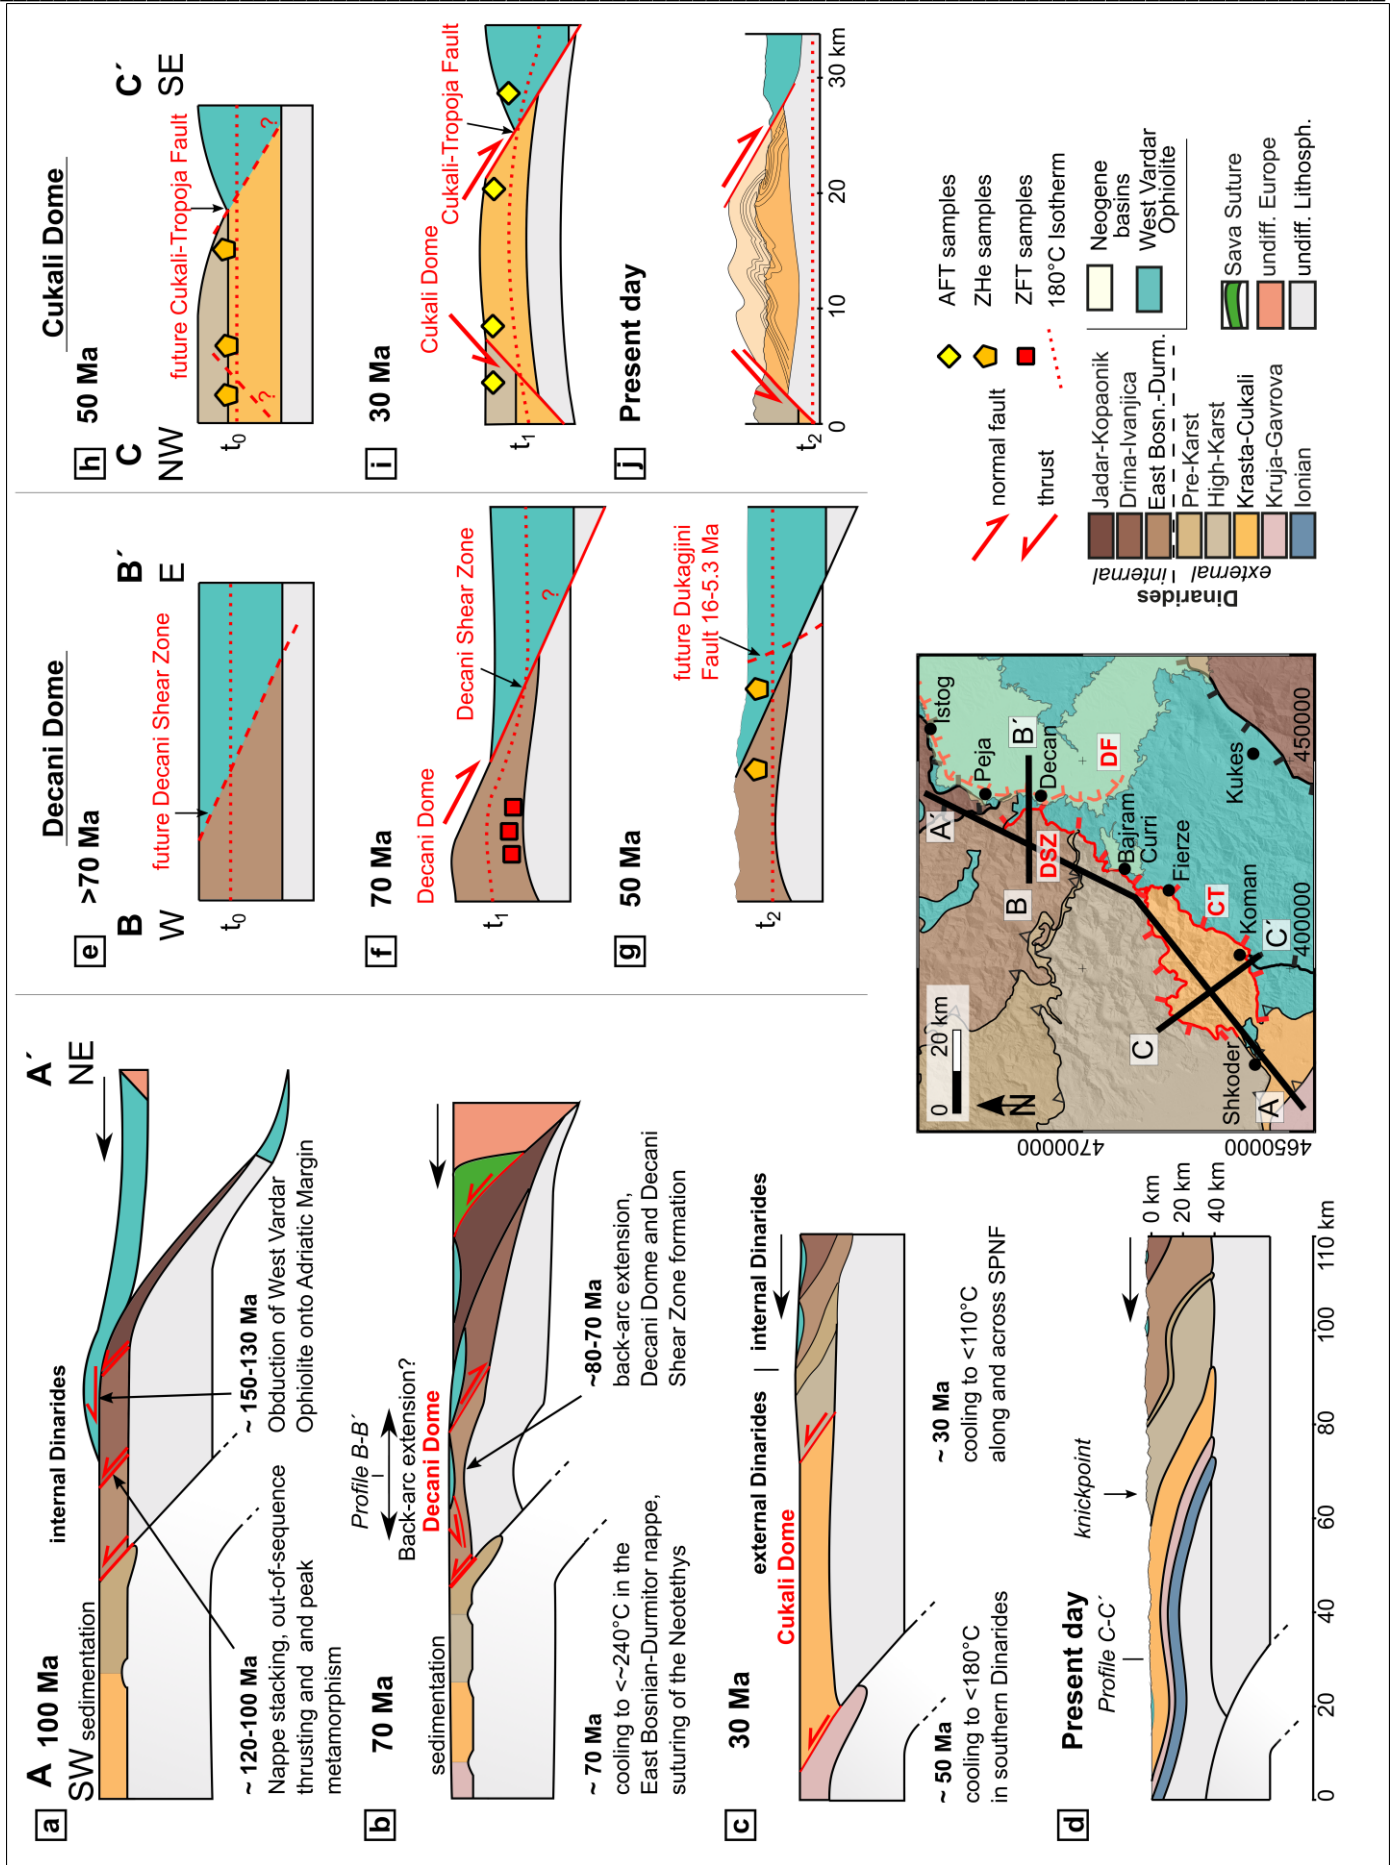 a
A
100 Ma
SW
sedimentation
internal Dinarides
A´
NE
~ 120-100 Ma
Nappe stacking, out-of-sequence
thrusting and and peak
metamorphism
~ 150-130 Ma
Obduction of West Vardar
Ophiolite onto Adriatic Margin
b
70 Ma
sedimentation
Profile B-B´
Back-arc extension?
Decani Dome
~ 70 Ma
cooling to <~240°C in the
East Bosnian-Durmitor nappe,
suturing of the Neotethys
~80-70 Ma
back-arc extension,
Decani Dome and Decani
Shear Zone formation
c
30 Ma
Cukali Dome
external Dinarides
internal Dinarides
~ 50 Ma
cooling to <180°C
in southern Dinarides
~ 30 Ma
cooling to <110°C
along and across SPNF
d
Present day
Profile C-C´
knickpoint
0 km
20 km
40 km
0
20
40
60
80
100
110 km
Decani Dome
e
>70 Ma
B
W
B´
E
future Decani Shear Zone
t0
f
70 Ma
Decani Dome
Decani Shear Zone
t1
?
g
50 Ma
future Dukagjini
Fault 16-5.3 Ma
t2
Cukali Dome
h
50 Ma
C
NW
C´
SE
future Cukali-Tropoja Fault
t0
?
?
i
30 Ma
Cukali Dome
Cukali-Tropoja Fault
t1
j
Present day
t2
0
10
20
30 km
0
20 km
N
4700000
4650000
400000
450000
A
A´
B
B´
C
C´
Istog
Peja
Decan
DF
DSZ
Bajram
Curri
Fierze
CT
Koman
Kukes
Shkoder
normal fault
thrust
AFT samples
ZHe samples
ZFT samples
180°C Isotherm
Dinarides
internal
external
Jadar-Kopaonik
Drina-Ivanjica
East Bosn.-Durm.
Pre-Karst
High-Karst
Krasta-Cukali
Kruja-Gavrova
Ionian
Neogene
basins
West Vardar
Ophiolite
Sava Suture
undiff. Europe
undiff. Lithosph.